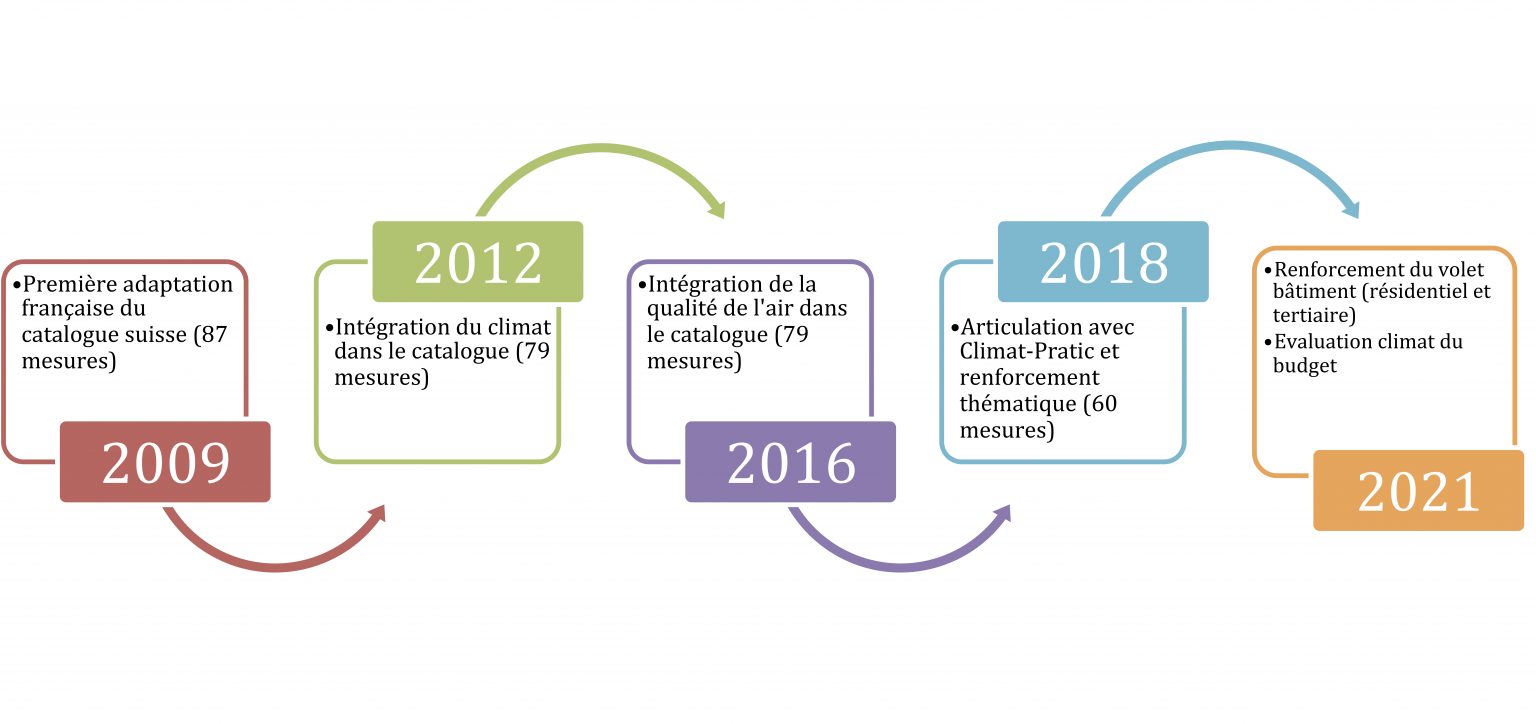 •Première adaptation
française du
catalogue suisse (87
mesures)
2009
2012
•Intégration du climat
dans le catalogue (79
mesures)
•Intégration de la
qualité de l'air dans
le catalogue (79
mesures)
2016
2018
•Articulation avec
Climat-Pratic et
renforcement
thématique (60
mesures)
•Renforcement du volet
bâtiment (résidentiel et
tertiaire)
•Evaluation climat du
budget
2021